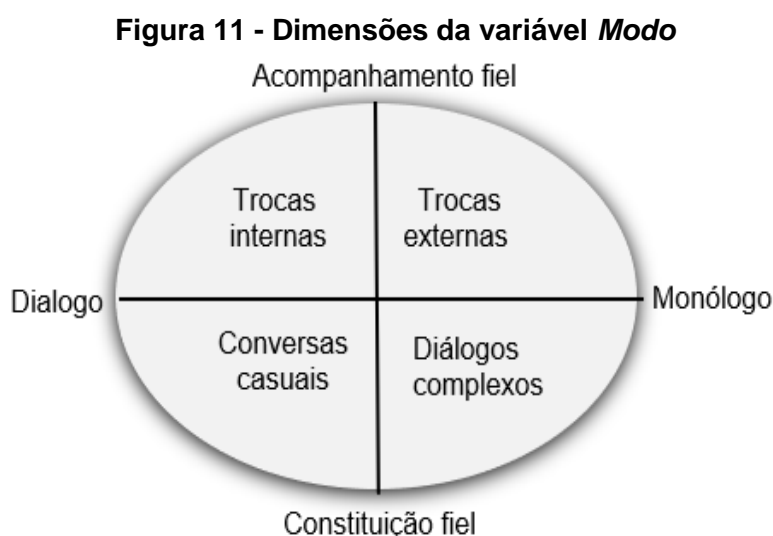 Figura 11 - Dimensões da variável Modo
Acompanhamento fiel
Trocas
internas
Trocas
externas
Dialogo
Monólogo
Conversas
casuais
Diálogos
complexos
Constituição fiel